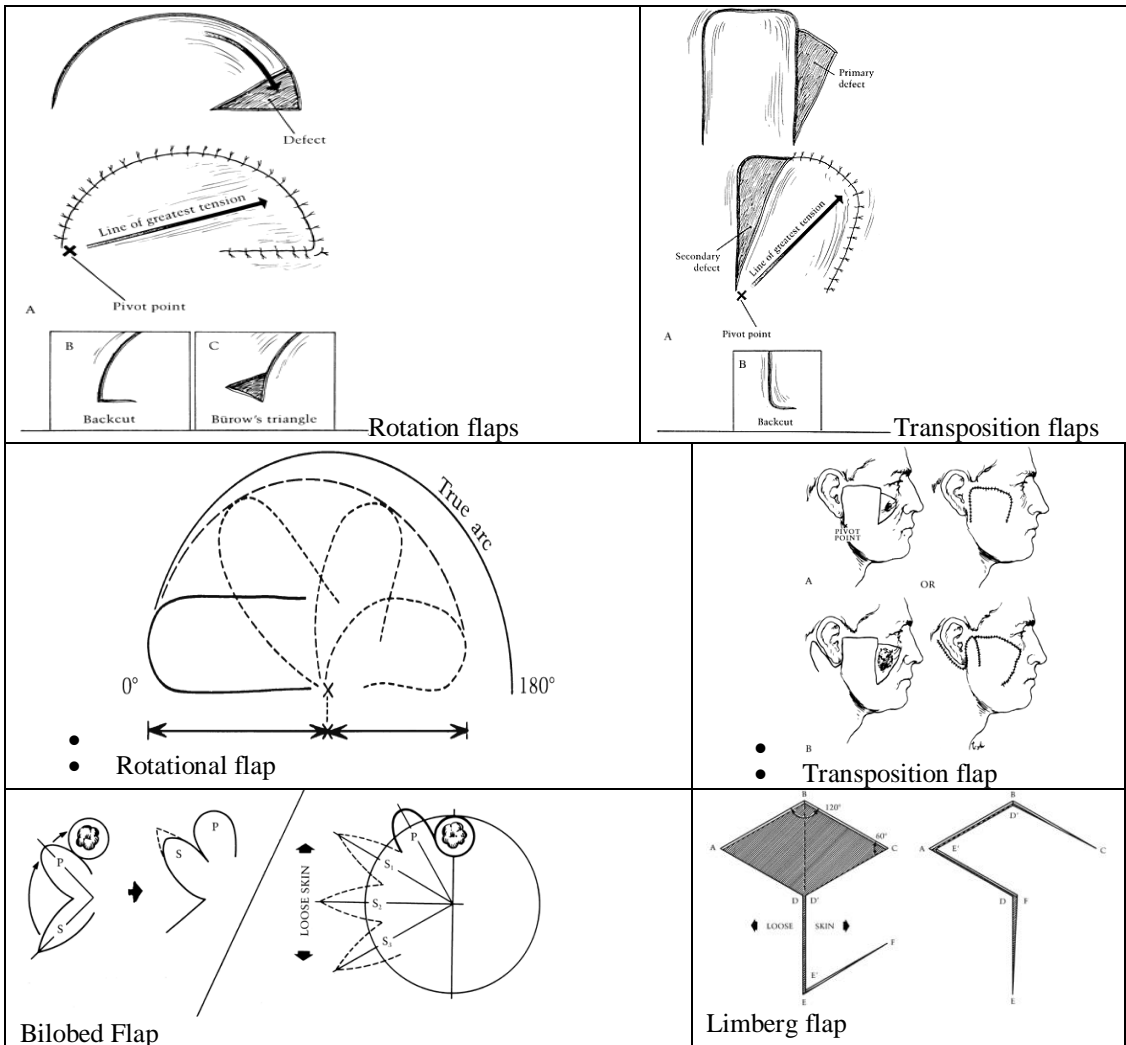 Defect
Line of greatest tension
Pivot point
A
B
Backcut
C
Bürow's triangle
Rotation flaps
Primary
defect
Secondary
defect
Line of greatest tension
Pivot point
A
B
Backcut
Transposition flaps
True arc
0°
X
180°
• 
• Rotational flap
PIVOT
POINT
A
OR
• B
• Transposition flap
P
S
P
S
LOOSE SKIN
P
S₁
S₂
S₃
Bilobed Flap
B
120°
60°
A
C
D D'
LOOSE SKIN
F
E'
E
B
D'
A E'
C
D F
E
Limberg flap